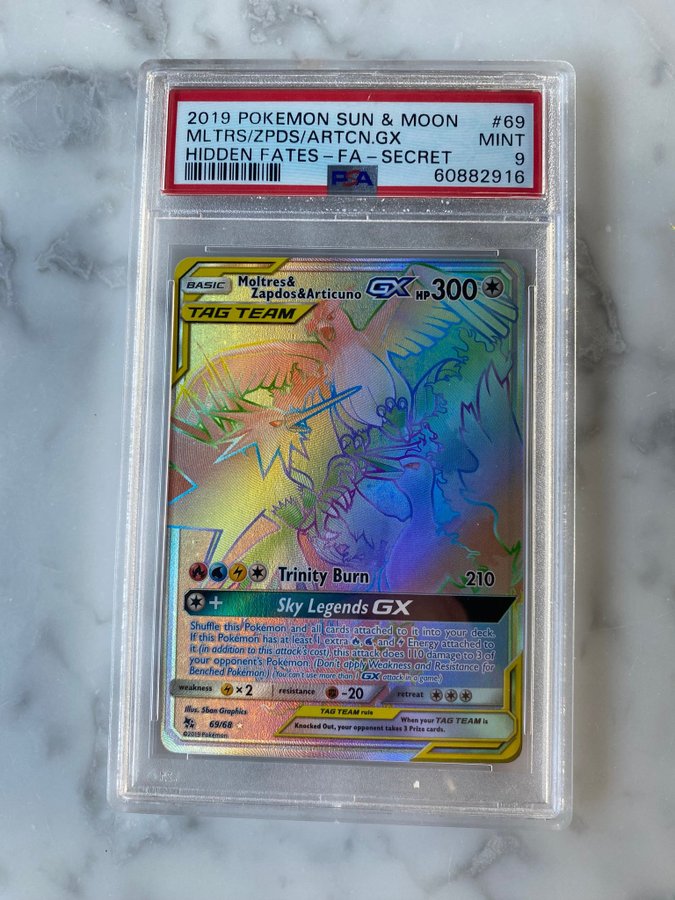 2019 POKEMON SUN & MOON #69
MLTRS/ZPDS/ARTCN.GX MINT
HIDDEN FATES-FA-SECRET 9
PSA 60882916
BASIC Moltres&
Zapdos&Articuno GX HP300
TAG TEAM
Trinity Burn 210
+ Sky Legends GX
Shuffle this Pokémon and all cards attached to it into your deck.
If this Pokémon has at least 1 extra and Energy attached to
it (in addition to this attack's cost), this attack does 110 damage to 3 of
your opponent's Pokémon. (Don't apply Weakness and Resistance for
Benched Pokémon.) (You can't use more than 1 GX attack in a game.)
weakness ×2 resistance -20 retreat
Illus. 5ban Graphics
69/68
©2019 Pokémon
TAG TEAM rule
When your TAG TEAM is
Knocked Out, your opponent takes 3 Prize cards.